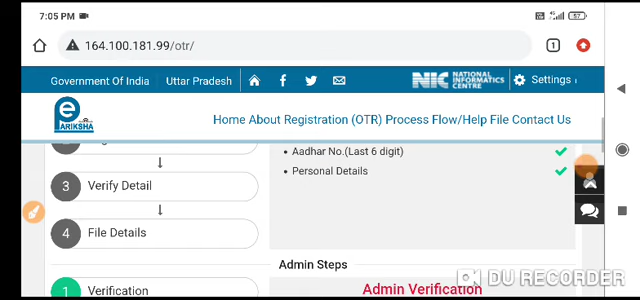 7:05 PM
57
164.100.181.99/otr/
1
Government Of India Uttar Pradesh
NIC NATIONAL INFORMATICS CENTRE
Settings
e PARIKSHA
Home About Registration (OTR) Process Flow/Help File Contact Us
• Aadhar No.(Last 6 digit)
3 Verify Detail
• Personal Details
4 File Details
Admin Steps
1 Verification
Admin Verification
DU RECORDER